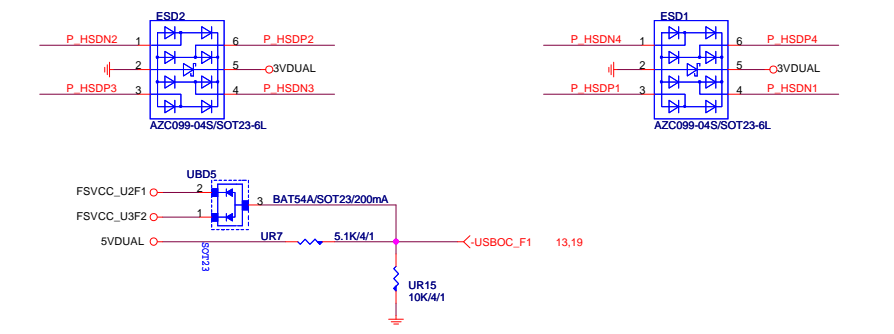 ESD2 ESD1
P_HSDN2 1 6 P_HSDP2 P_HSDN4 1 6 P_HSDP4
2 5 3VDUAL 2 5 3VDUAL
P_HSDP3 3 4 P_HSDN3 P_HSDP1 3 4 P_HSDN1
AZC099-04S/SOT23-6L AZC099-04S/SOT23-6L
UBD5
FSVCC_U2F1 2
3 BAT54A/SOT23/200mA
FSVCC_U3F2 1
5VDUAL UR7 5.1K/4/1 -USBOC_F1 13,19
SOT23
UR15
10K/4/1